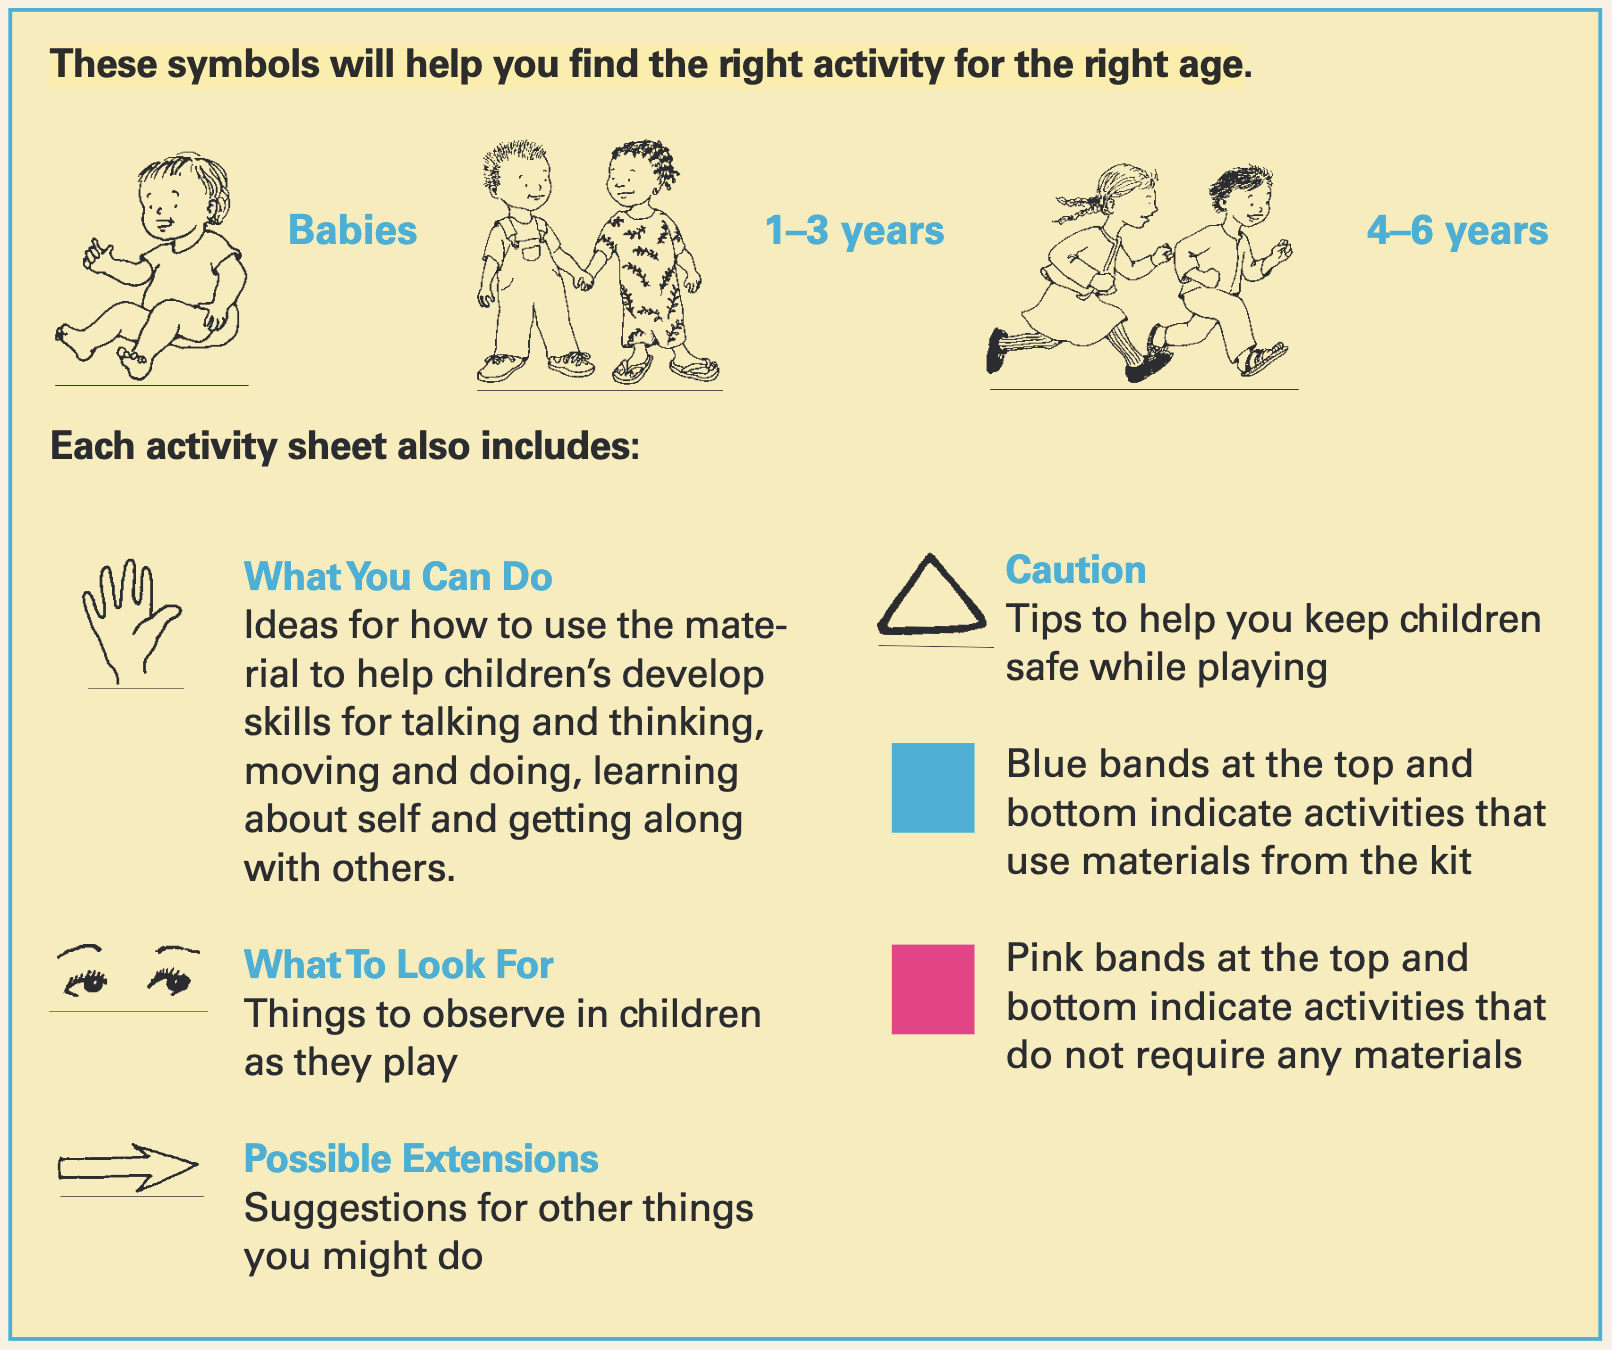 These symbols will help you find the right activity for the right age.
Babies
1–3 years
4–6 years
Each activity sheet also includes:
What You Can Do
Ideas for how to use the mate-
rial to help children’s develop
skills for talking and thinking,
moving and doing, learning
about self and getting along
with others.
What To Look For
Things to observe in children
as they play
Possible Extensions
Suggestions for other things
you might do
Caution
Tips to help you keep children
safe while playing
Blue bands at the top and
bottom indicate activities that
use materials from the kit
Pink bands at the top and
bottom indicate activities that
do not require any materials